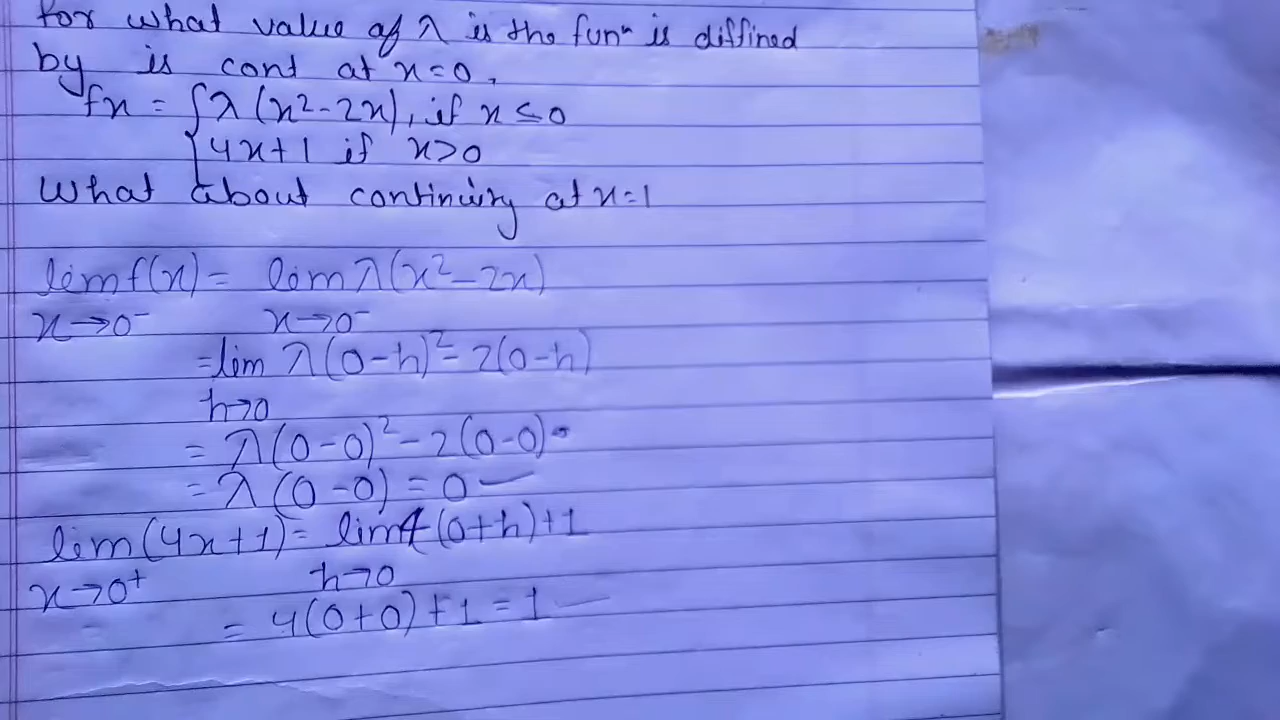 for what value of λ is the funⁿ is diffined
by is cont at x=0,
fx = { λ(x²-2x), if x ≤ 0
{ 4x+1 if x>0
What about continuity at x=1
lim f(x) = lim λ(x²-2x)
x→0⁻ x→0⁻
= lim λ(0-h)²-2(0-h)
h→0
= λ(0-0)²-2(0-0)
= λ(0-0) = 0
lim (4x+1) = lim 4(0+h)+1
x→0⁺ h→0
= 4(0+0)+1 = 1